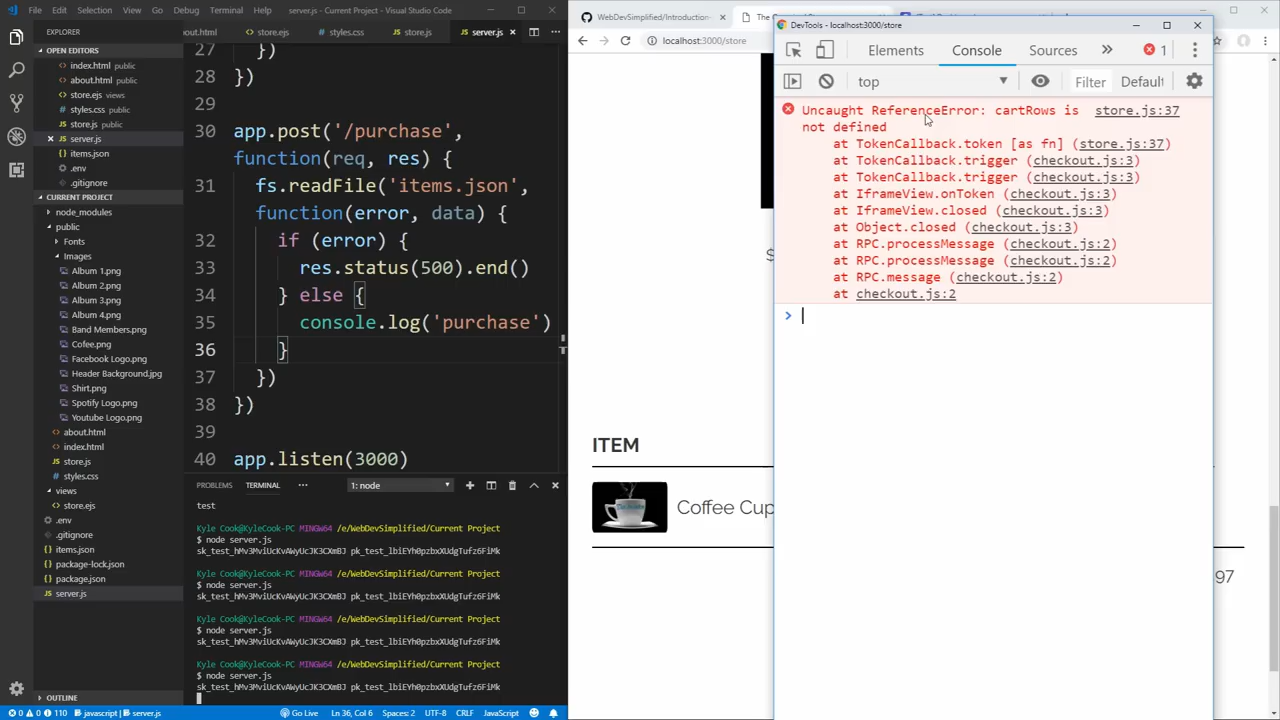 File Edit Selection View Go Debug Terminal Help server.js - Current Project - Visual Studio Code
OPEN EDITORS
index.html public
about.html public
store.ejs views
styles.css public
store.js public
server.js
items.json
.env
.gitignore
CURRENT PROJECT
node_modules
public
Fonts
Images
Album 1.png
Album 2.png
Album 3.png
Album 4.png
Band Members.png
Cofee.png
Facebook Logo.png
Header Background.jpg
Shirt.png
Spotify Logo.png
Youtube Logo.png
about.html
index.html
store.js
styles.css
views
store.ejs
.env
.gitignore
items.json
package-lock.json
package.json
server.js
OUTLINE
out.html store.ejs styles.css store.js server.js
27 })
28 })
29
30 app.post('/purchase',
function(req, res) {
31 fs.readFile('items.json',
function(error, data) {
32 if (error) {
33 res.status(500).end()
34 } else {
35 console.log('purchase')
36 }
37 })
38 })
39
40 app.listen(3000)
PROBLEMS TERMINAL ··· 1: node
test
Kyle Cook@KyleCook-PC MINGW64 /e/WebDevSimplified/Current Project
$ node server.js
Kyle Cook@KyleCook-PC MINGW64 /e/WebDevSimplified/Current Project
$ node server.js
Kyle Cook@KyleCook-PC MINGW64 /e/WebDevSimplified/Current Project
$ node server.js
Kyle Cook@KyleCook-PC MINGW64 /e/WebDevSimplified/Current Project
$ node server.js
0 0 110 javascript | server.js Go Live Ln 36, Col 6 Spaces: 2 UTF-8 CRLF JavaScript
WebDevSimplified/Introduction- The
localhost:3000/store
ITEM
Coffee Cup
97
DevTools - localhost:3000/store
Elements Console Sources » 1
top Filter Default
Uncaught ReferenceError: cartRows is store.js:37
not defined
at TokenCallback.token [as fn] (store.js:37)
at TokenCallback.trigger (checkout.js:3)
at TokenCallback.trigger (checkout.js:3)
at IframeView.onToken (checkout.js:3)
at IframeView.closed (checkout.js:3)
at Object.closed (checkout.js:3)
at RPC.processMessage (checkout.js:2)
at RPC.processMessage (checkout.js:2)
at RPC.message (checkout.js:2)
at checkout.js:2
>